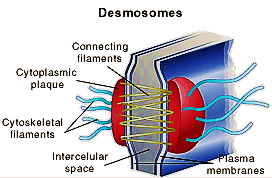 Desmosomes
Connecting
filaments
Cytoplasmic
plaque
Cytoskeletal
filaments
Intercelular
space
Plasma
membranes